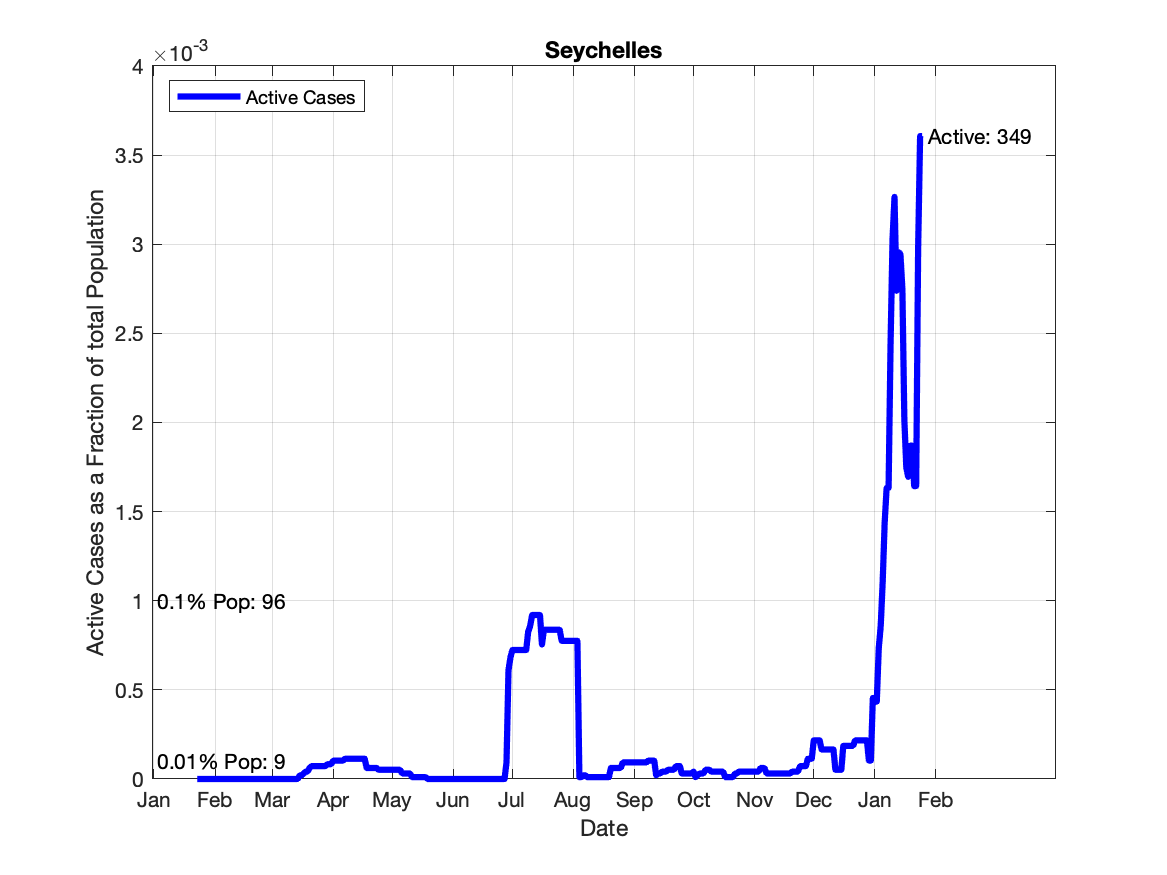 Seychelles
×10-3
4
3.5
3
2.5
2
1.5
1
0.5
0
Active Cases as a Fraction of total Population
Active Cases
Active: 349
0.1% Pop: 96
0.01% Pop: 9
Jan Feb Mar Apr May Jun Jul Aug Sep Oct Nov Dec Jan Feb
Date